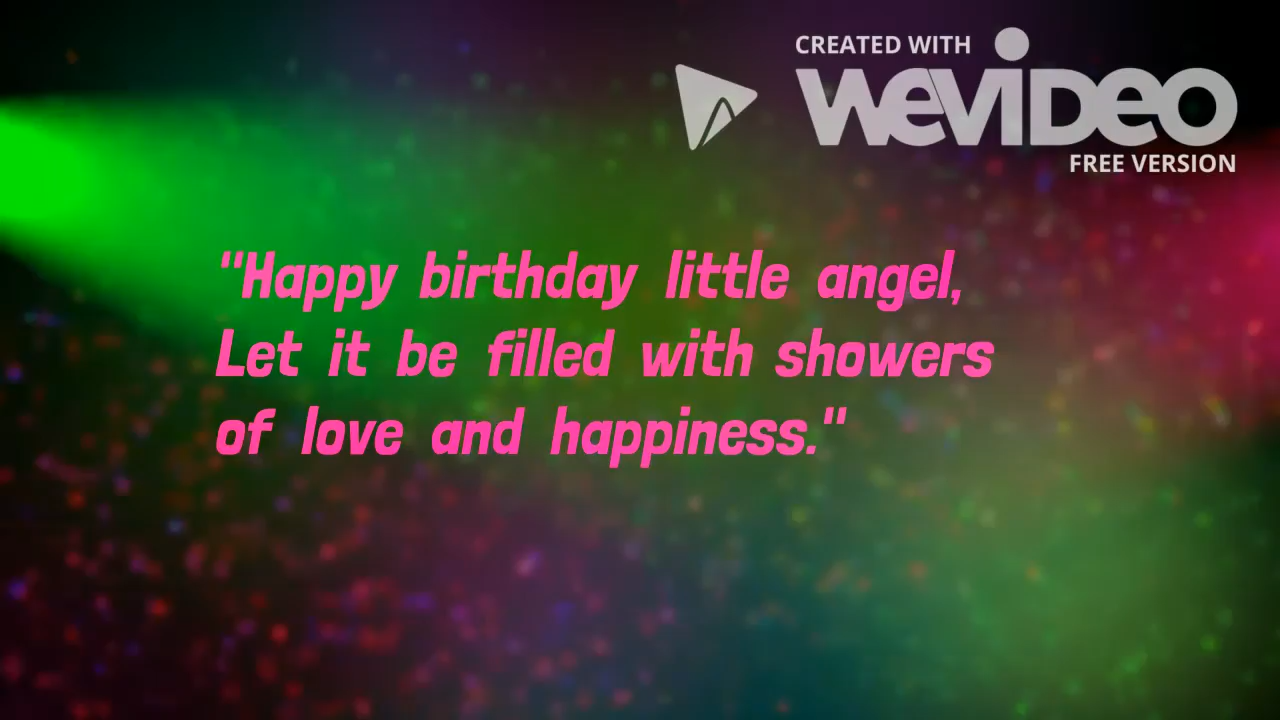 CREATED WITH
WEVIDEO
FREE VERSION
"Happy birthday little angel,
Let it be filled with showers
of love and happiness."